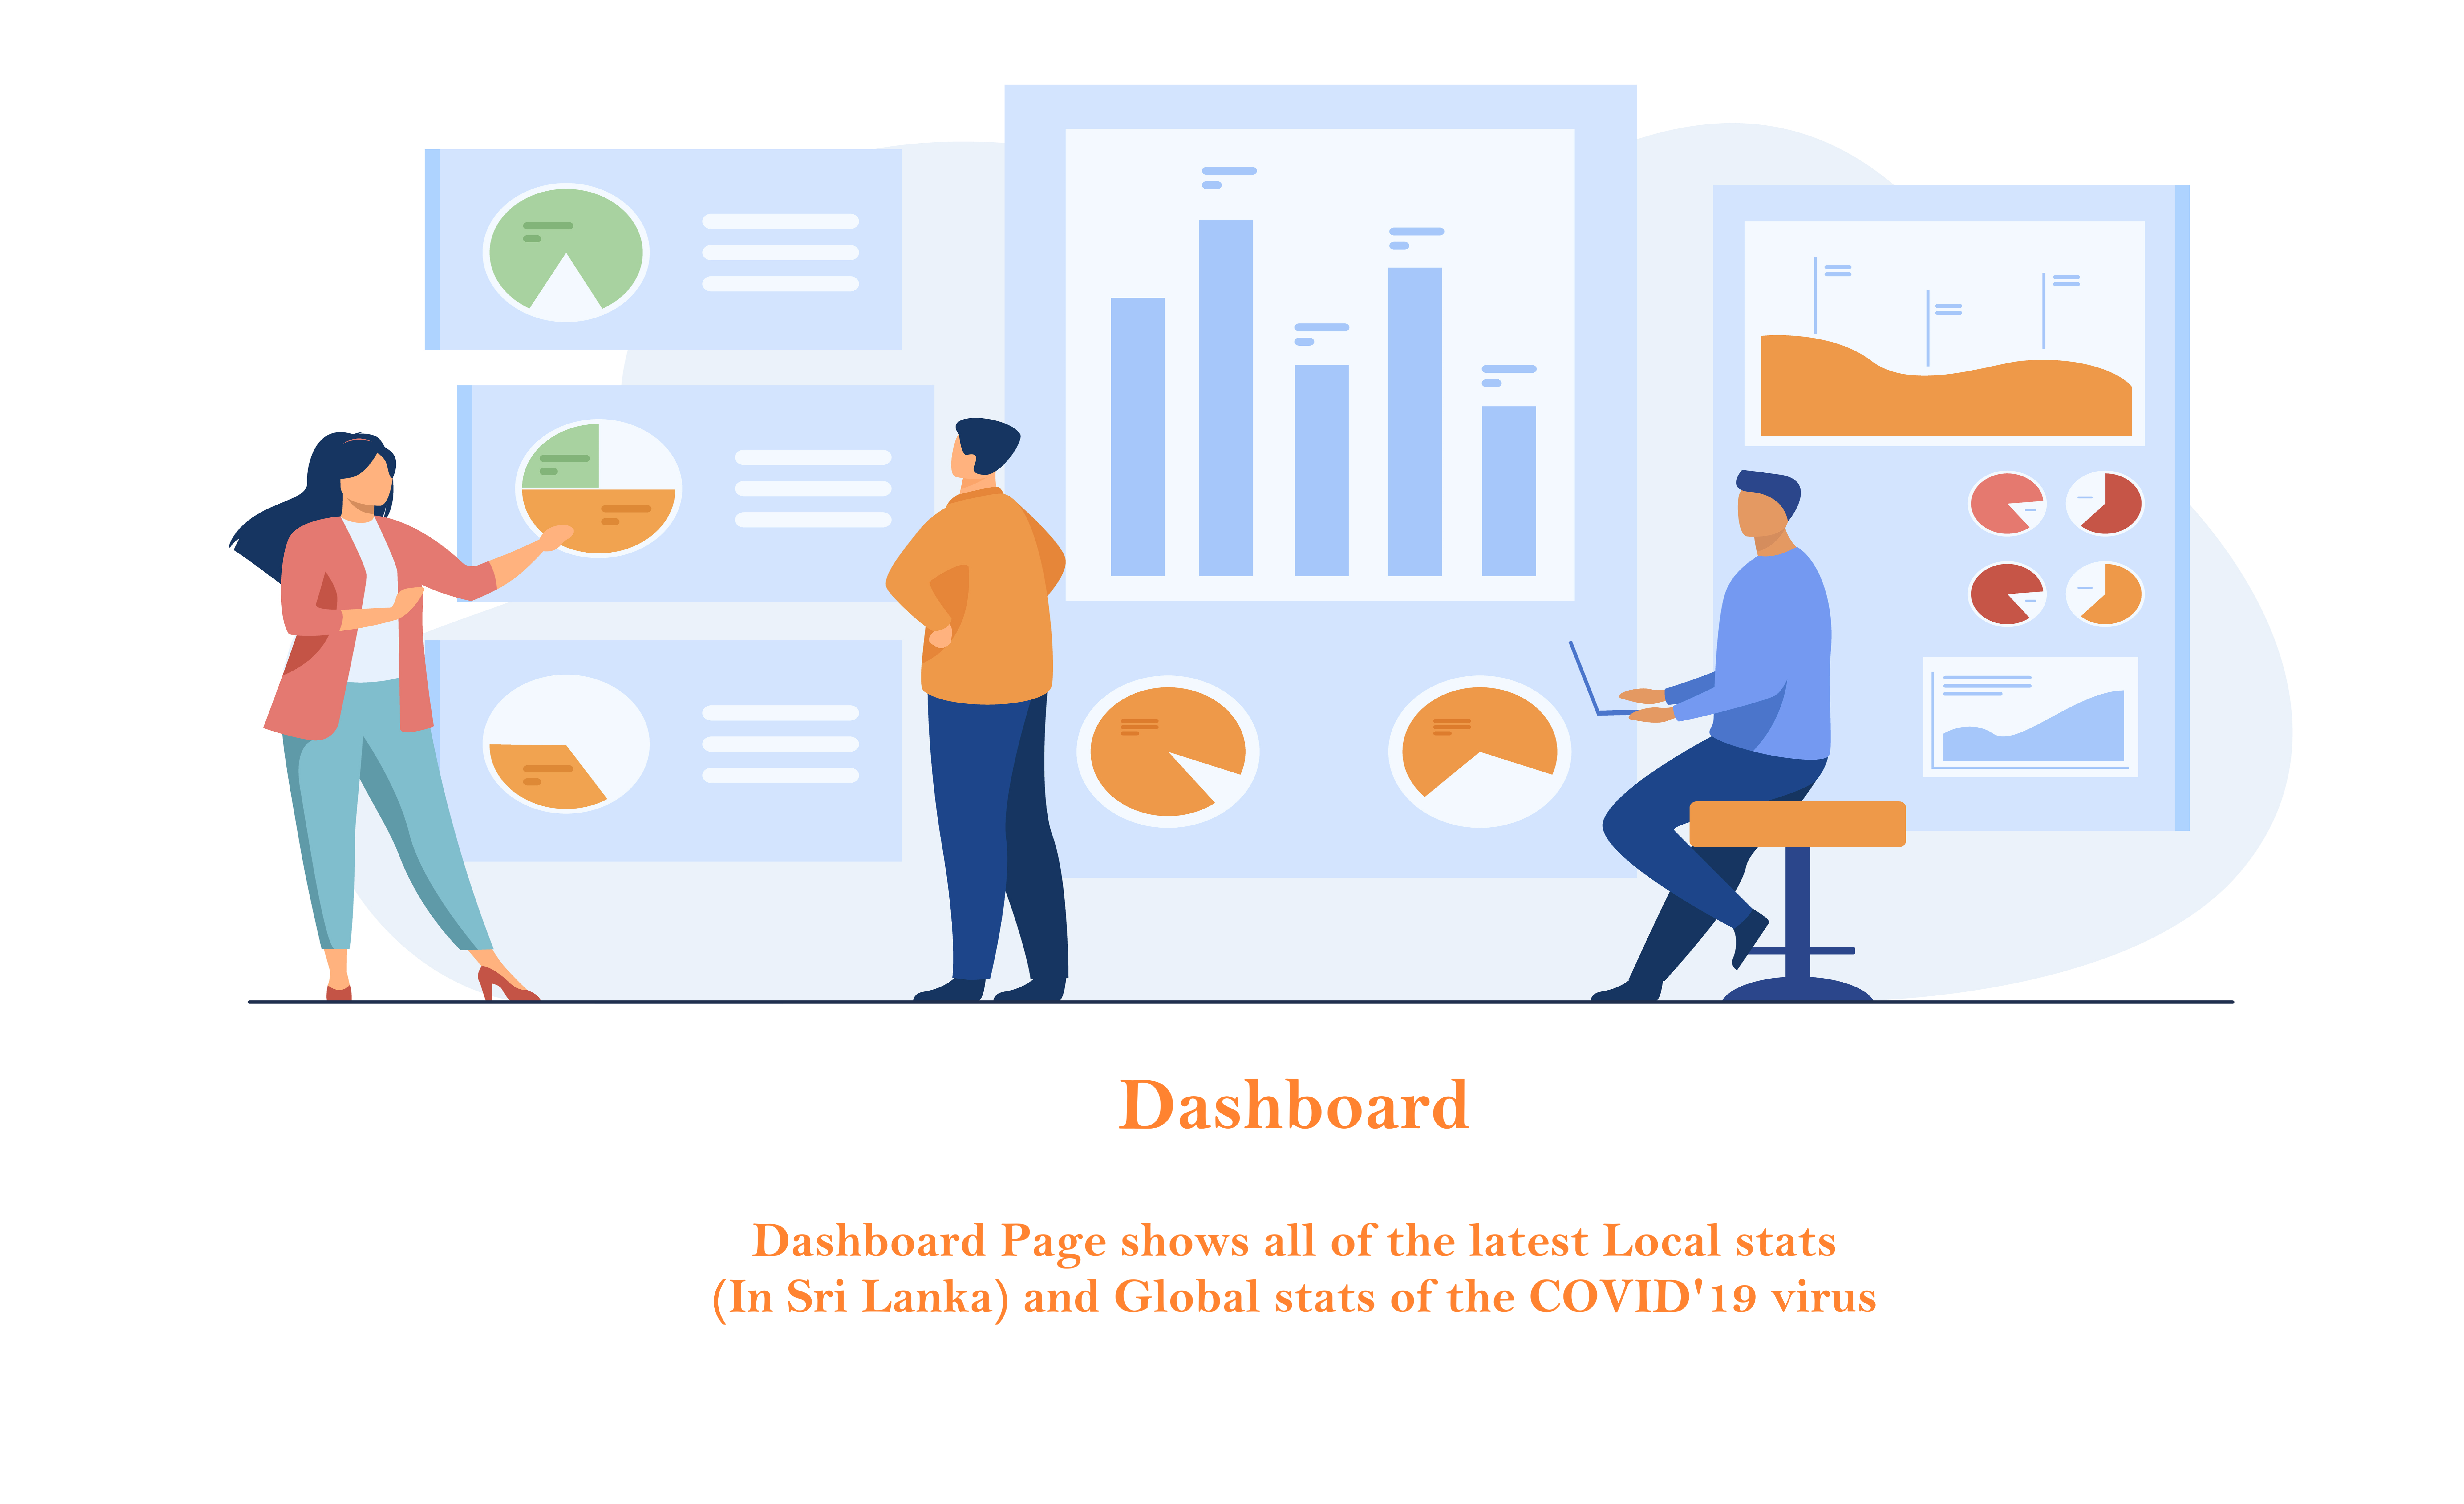 Dashboard
Dashboard Page shows all of the latest Local stats
(In Sri Lanka) and Global stats of the COVID'19 virus